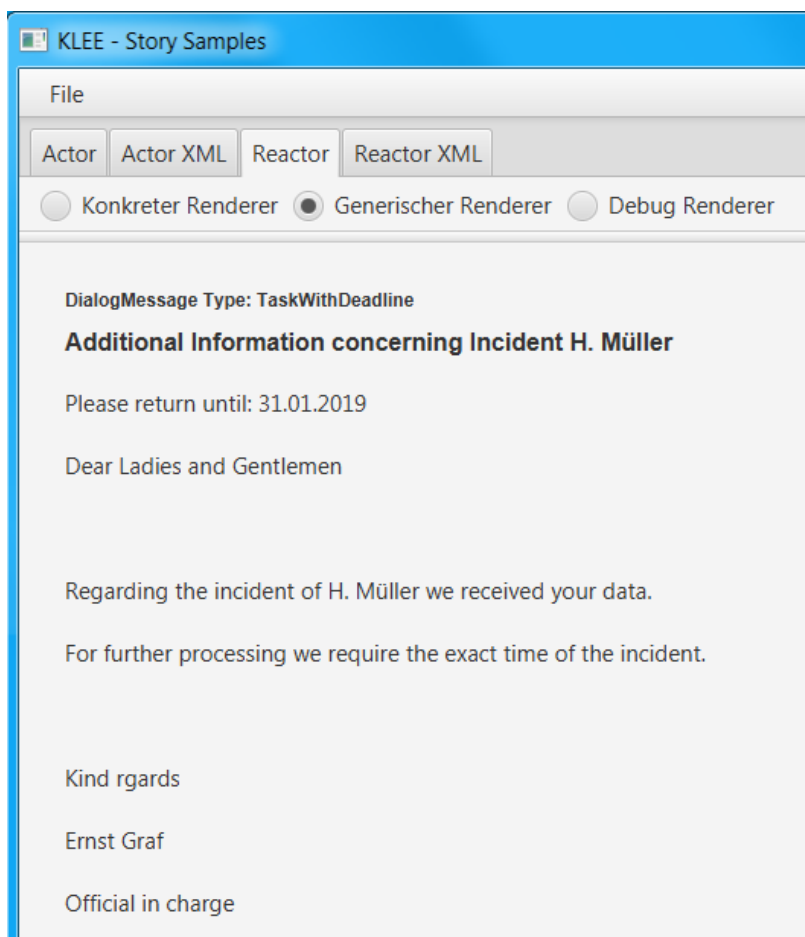 KLEE - Story Samples
File
Actor Actor XML Reactor Reactor XML
Konkreter Renderer Generischer Renderer Debug Renderer
DialogMessage Type: TaskWithDeadline
Additional Information concerning Incident H. Müller
Please return until: 31.01.2019
Dear Ladies and Gentlemen
Regarding the incident of H. Müller we received your data.
For further processing we require the exact time of the incident.
Kind rgards
Ernst Graf
Official in charge